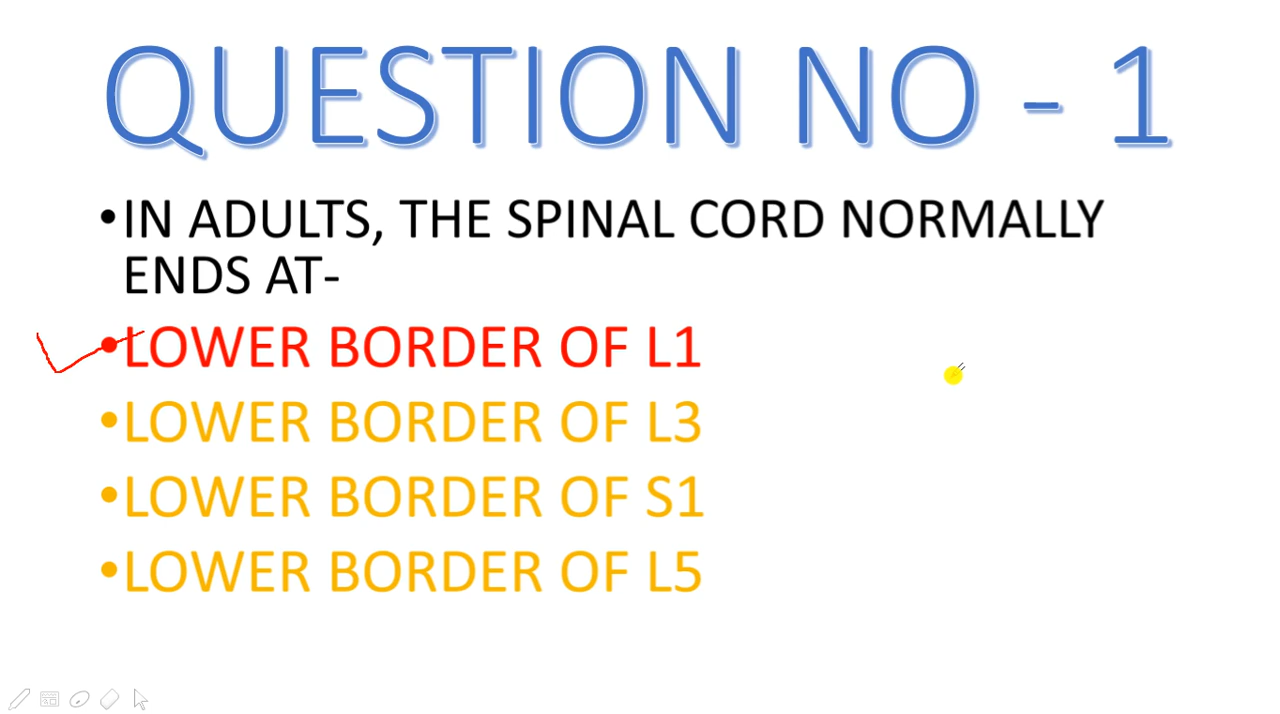 QUESTION NO - 1
•IN ADULTS, THE SPINAL CORD NORMALLY
ENDS AT-
•LOWER BORDER OF L1
•LOWER BORDER OF L3
•LOWER BORDER OF S1
•LOWER BORDER OF L5